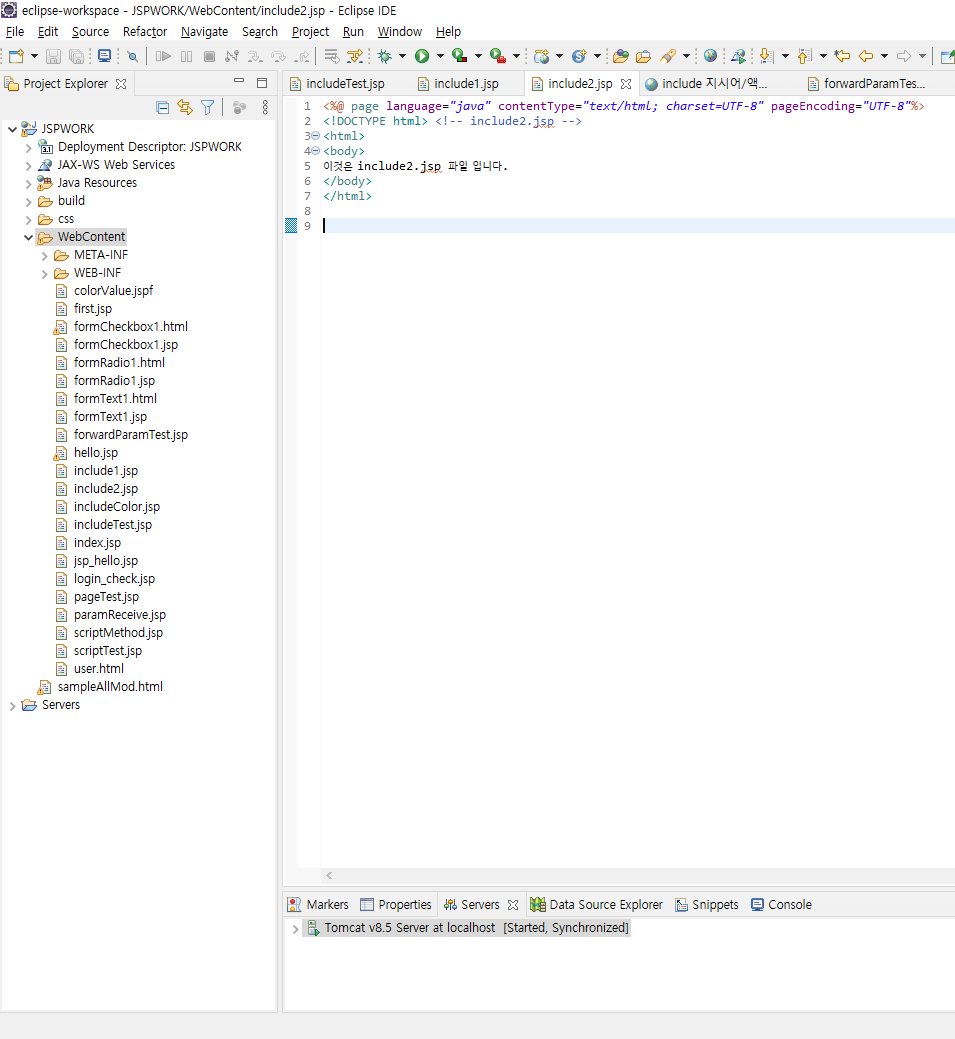 eclipse-workspace - JSPWORK/WebContent/include2.jsp - Eclipse IDE
File Edit Source Refactor Navigate Search Project Run Window Help
Project Explorer
includeTest.jsp include1.jsp include2.jsp include 지시어/액... forwardParamTes...
JSPWORK
3.1 Deployment Descriptor: JSPWORK
JAX-WS Web Services
Java Resources
build
css
WebContent
META-INF
WEB-INF
colorValue.jspf
first.jsp
formCheckbox1.html
formCheckbox1.jsp
formRadio1.html
formRadio1.jsp
formText1.html
formText1.jsp
forwardParamTest.jsp
hello.jsp
include1.jsp
include2.jsp
includeColor.jsp
includeTest.jsp
index.jsp
jsp_hello.jsp
login_check.jsp
pageTest.jsp
paramReceive.jsp
scriptMethod.jsp
scriptTest.jsp
user.html
sampleAllMod.html
Servers
1 <%@ page language="java" contentType="text/html; charset=UTF-8" pageEncoding="UTF-8"%>
2 <!DOCTYPE html> <!-- include2.jsp -->
3 <html>
4 <body>
5 이것은 include2.jsp 파일 입니다.
6 </body>
7 </html>
8
9
Markers Properties Servers Data Source Explorer Snippets Console
Tomcat v8.5 Server at localhost [Started, Synchronized]